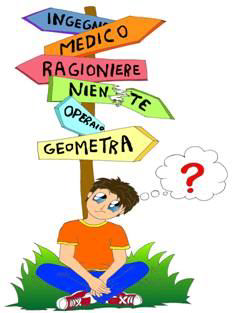 INGEGNE
MEDICO
RAGIONIERE
NIENTE
OPERAIO
GEOMETRA
?